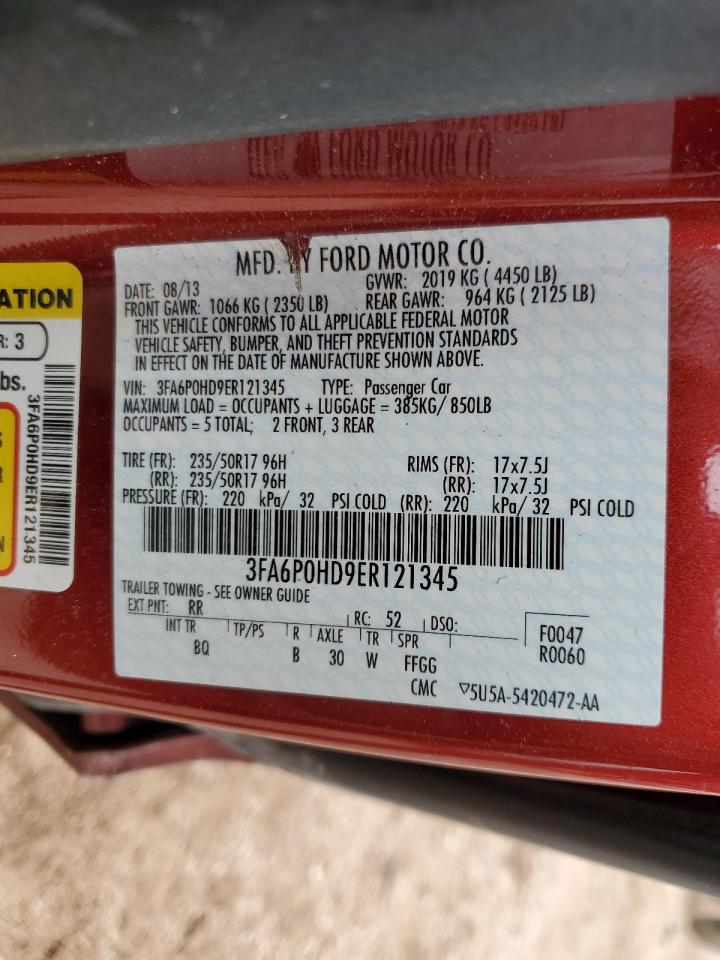 MFD. BY FORD MOTOR CO.
DATE: 08/13 GVWR: 2019 KG ( 4450 LB)
FRONT GAWR: 1066 KG ( 2350 LB) REAR GAWR: 964 KG ( 2125 LB)
THIS VEHICLE CONFORMS TO ALL APPLICABLE FEDERAL MOTOR
VEHICLE SAFETY, BUMPER, AND THEFT PREVENTION STANDARDS
IN EFFECT ON THE DATE OF MANUFACTURE SHOWN ABOVE.
VIN: 3FA6P0HD9ER121345 TYPE: Passenger Car
MAXIMUM LOAD = OCCUPANTS + LUGGAGE = 385KG/ 850LB
OCCUPANTS = 5 TOTAL; 2 FRONT, 3 REAR
TIRE (FR): 235/50R17 96H RIMS (FR): 17x7.5J
(RR): 235/50R17 96H (RR): 17x7.5J
PRESSURE (FR): 220 kPa/ 32 PSI COLD (RR): 220 kPa/ 32 PSI COLD
3FA6P0HD9ER121345
TRAILER TOWING - SEE OWNER GUIDE
EXT PNT: RR RC: 52 DSO:
INT TR TP/PS R AXLE TR SPR F0047
BQ B 30 W FFGG R0060
CMC 5U5A-5420472-AA
ATION
R: 3
bs.
S
R
N
3FA6P0HD9ER121345